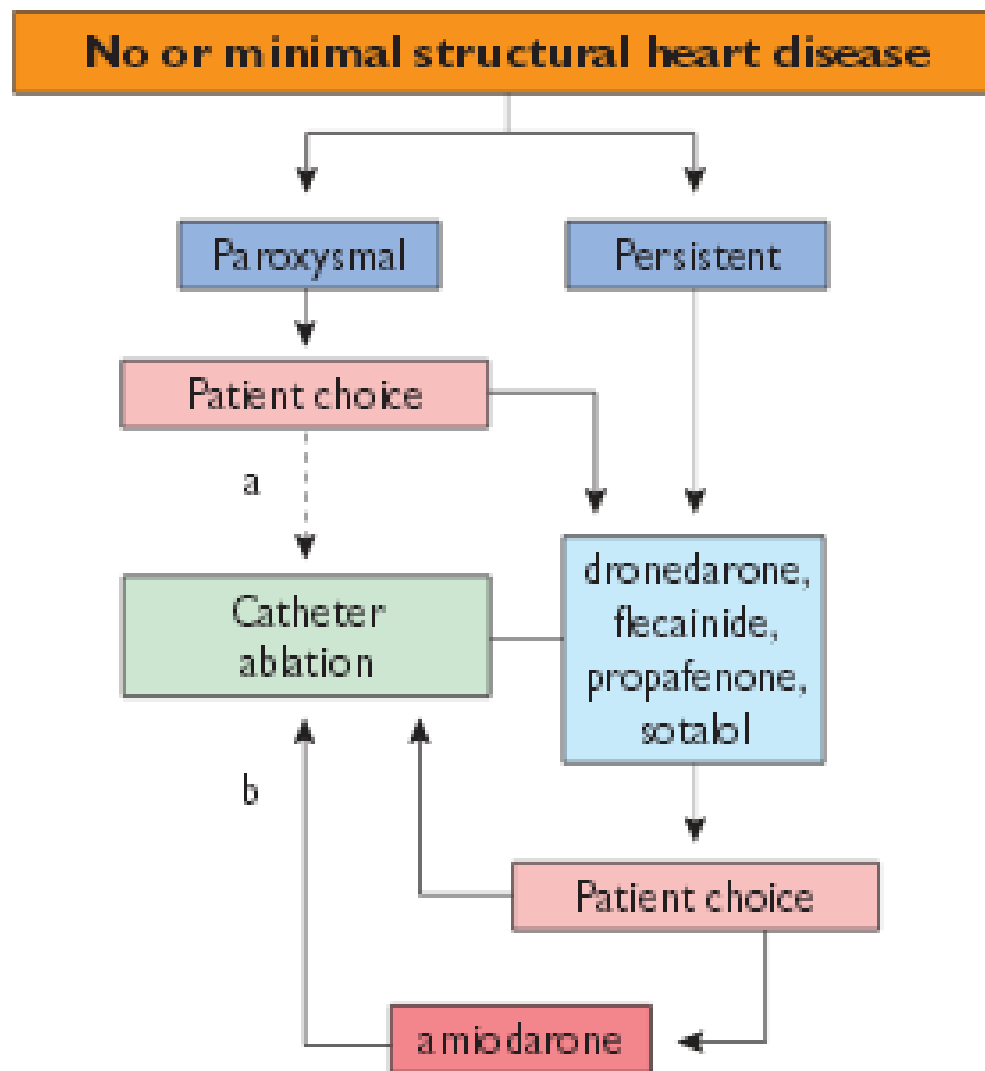 No or minimal structural heart disease
Paroxysmal
Persistent
Patient choice
a
Catheter
ablation
dronedarone,
flecainide,
propafenone,
sotalol
b
Patient choice
amiodarone